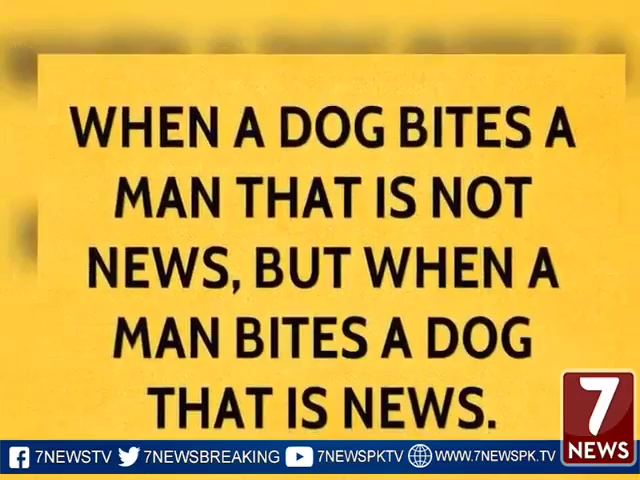 WHEN A DOG BITES A
MAN THAT IS NOT
NEWS, BUT WHEN A
MAN BITES A DOG
THAT IS NEWS.
7
NEWS
7NEWSTV 7NEWSBREAKING 7NEWSPKTV WWW.7NEWSPK.TV